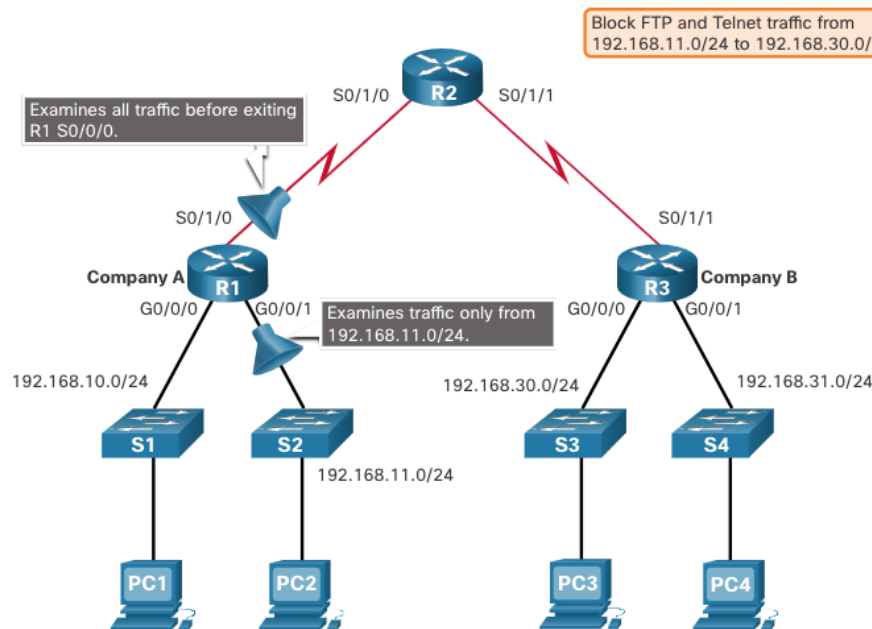 Block FTP and Telnet traffic from
192.168.11.0/24 to 192.168.30.0/
R2
S0/1/0
S0/1/1
Examines all traffic before exiting
R1 S0/0/0.
S0/1/0
S0/1/1
Company A
R1
R3
Company B
G0/0/0
G0/0/1
G0/0/0
G0/0/1
Examines traffic only from
192.168.11.0/24.
192.168.10.0/24
192.168.30.0/24
192.168.31.0/24
S1
S2
S3
S4
192.168.11.0/24
PC1
PC2
PC3
PC4